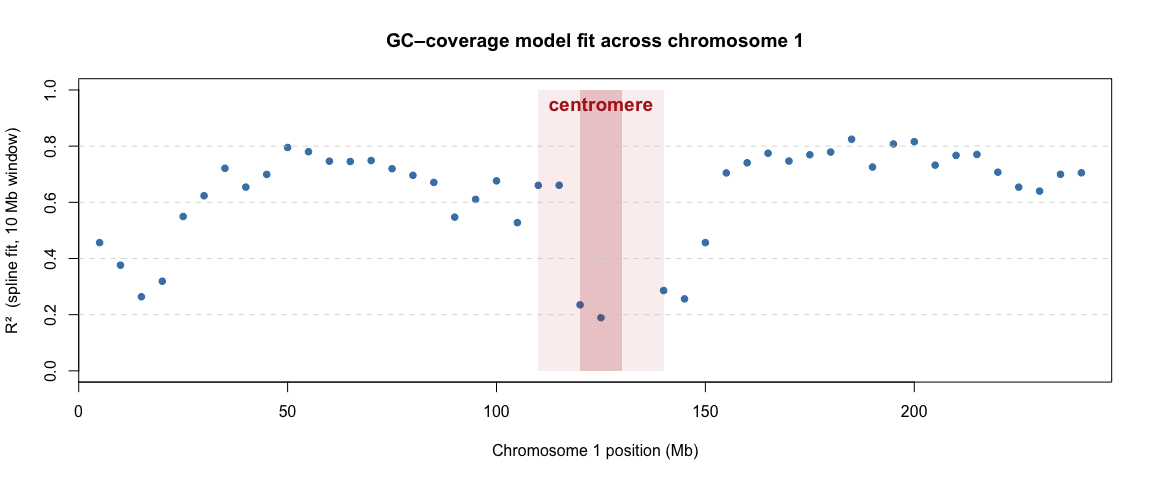 GC–coverage model fit across chromosome 1
centromere
R² (spline fit, 10 Mb window)
1.0
0.8
0.6
0.4
0.2
0.0
0 50 100 150 200
Chromosome 1 position (Mb)